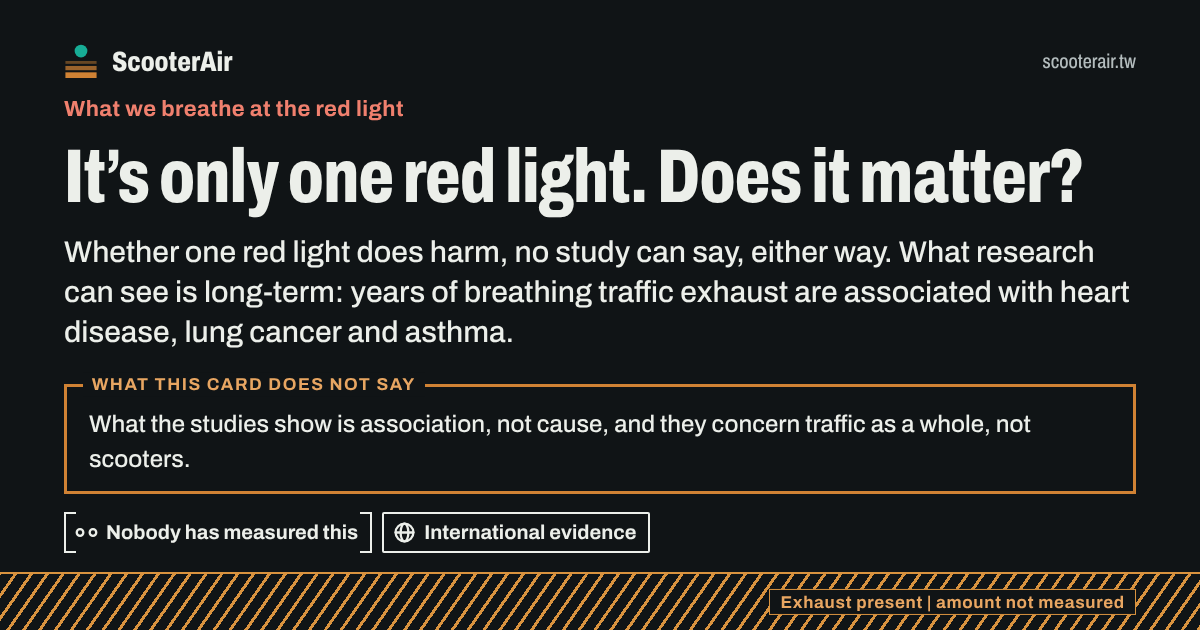 ScooterAir
scooterair.tw
What we breathe at the red light
It’s only one red light. Does it matter?
Whether one red light does harm, no study can say, either way. What research
can see is long-term: years of breathing traffic exhaust are associated with heart
disease, lung cancer and asthma.
WHAT THIS CARD DOES NOT SAY
What the studies show is association, not cause, and they concern traffic as a whole, not
scooters.
Nobody has measured this
International evidence
Exhaust present | amount not measured